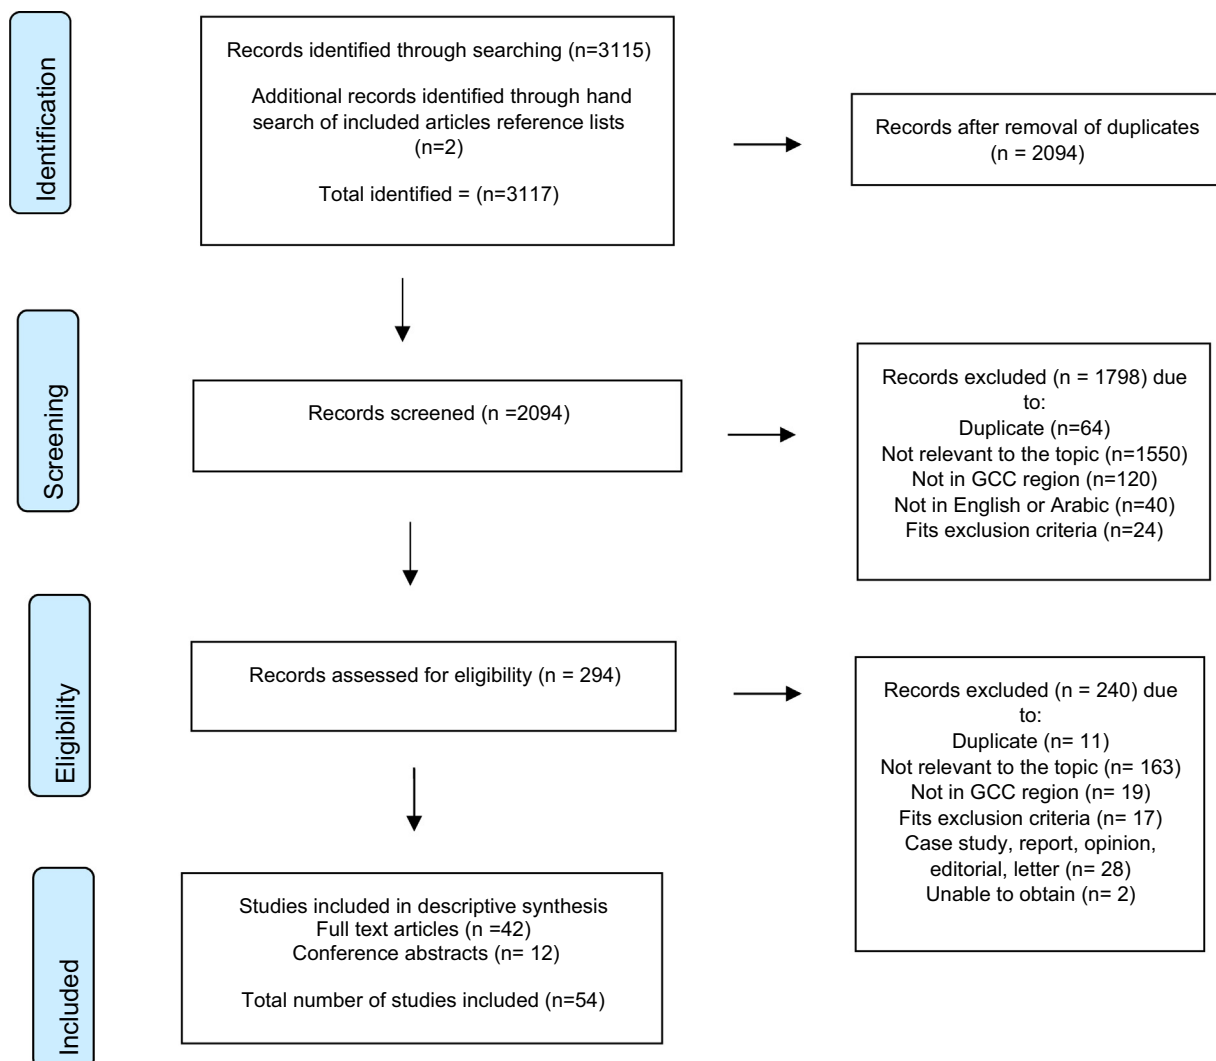 Identification
Records identified through searching (n=3115)
Additional records identified through hand
search of included articles reference lists
(n=2)
Total identified = (n=3117)
Records after removal of duplicates
(n = 2094)
Screening
Records screened (n =2094)
Records excluded (n = 1798) due
to:
Duplicate (n=64)
Not relevant to the topic (n=1550)
Not in GCC region (n=120)
Not in English or Arabic (n=40)
Fits exclusion criteria (n=24)
Eligibility
Records assessed for eligibility (n = 294)
Records excluded (n = 240) due
to:
Duplicate (n= 11)
Not relevant to the topic (n= 163)
Not in GCC region (n= 19)
Fits exclusion criteria (n= 17)
Case study, report, opinion,
editorial, letter (n= 28)
Unable to obtain (n= 2)
Included
Studies included in descriptive synthesis
Full text articles (n =42)
Conference abstracts (n= 12)
Total number of studies included (n=54)